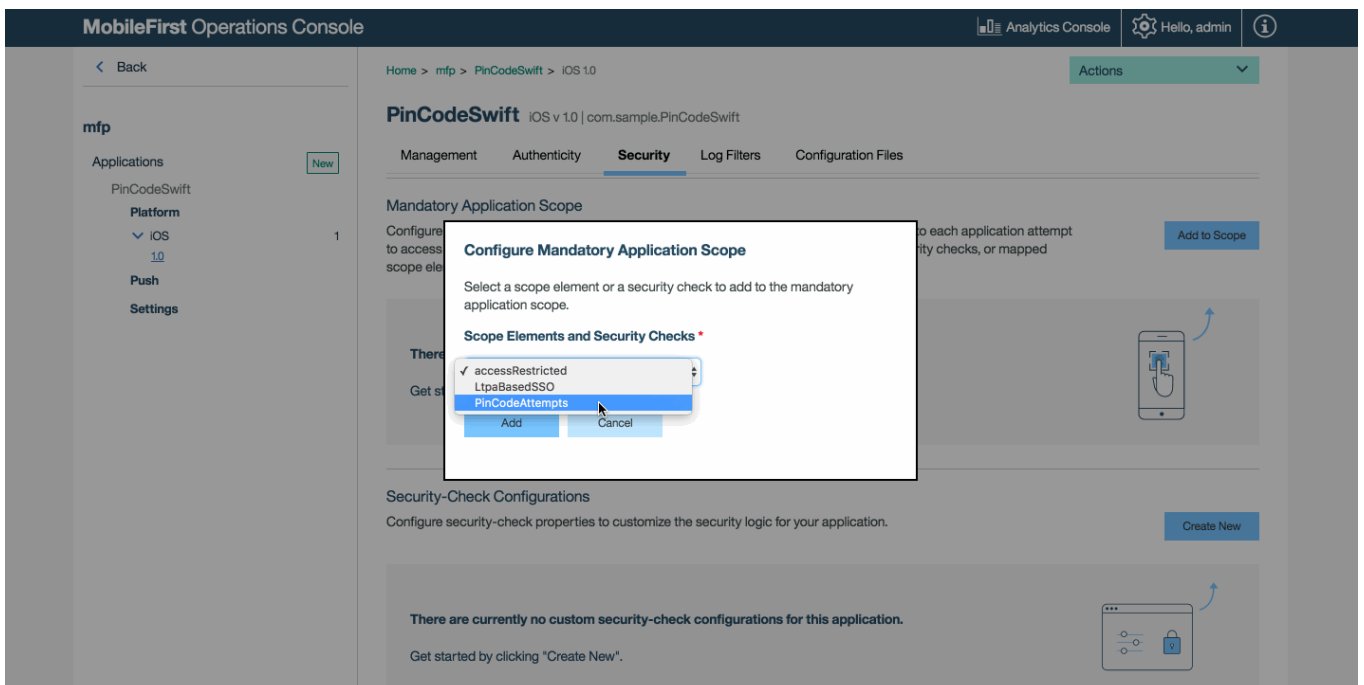 MobileFirst Operations Console
Analytics Console
Hello, admin
Back
mfp
Applications
New
PinCodeSwift
Platform
iOS
1
1.0
Push
Settings
Home > mfp > PinCodeSwift > iOS 1.0
Actions
PinCodeSwift iOS v 1.0 | com.sample.PinCodeSwift
Management Authenticity Security Log Filters Configuration Files
Mandatory Application Scope
Configure
to each application attempt
to access
rity checks, or mapped
scope ele
Add to Scope
There
Get st
Configure Mandatory Application Scope
Select a scope element or a security check to add to the mandatory
application scope.
Scope Elements and Security Checks *
✓ accessRestricted
LtpaBasedSSO
PinCodeAttempts
Add
Cancel
Security-Check Configurations
Configure security-check properties to customize the security logic for your application.
Create New
There are currently no custom security-check configurations for this application.
Get started by clicking "Create New".